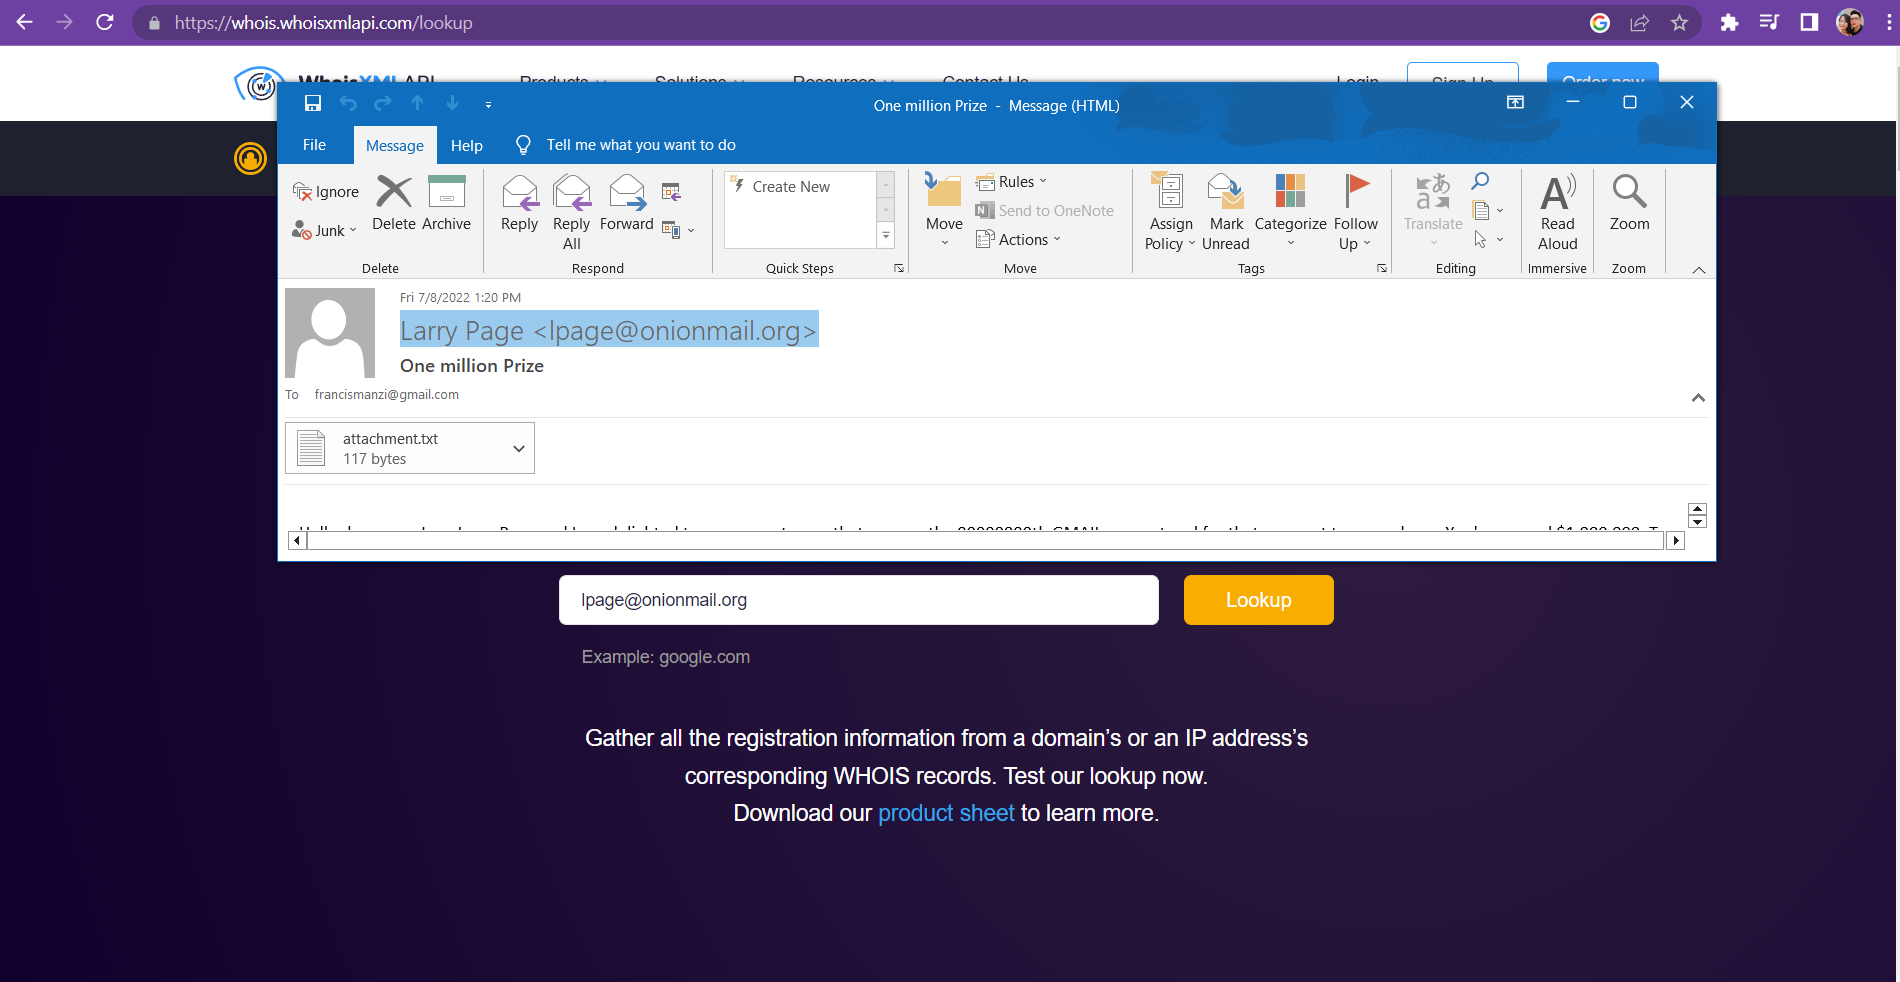 https://whois.whoisxmlapi.com/lookup
WhoisXML API Products Solutions Resources Contact Us Login Sign Up Order now
One million Prize - Message (HTML)
File Message Help Tell me what you want to do
Ignore
Junk
Delete
Archive
Delete
Reply
Reply All
Forward
Respond
Create New
Quick Steps
Move
Rules
Send to OneNote
Actions
Move
Assign Policy
Mark Unread
Categorize
Follow Up
Tags
Translate
Editing
Read Aloud
Immersive
Zoom
Zoom
Fri 7/8/2022 1:20 PM
Larry Page <lpage@onionmail.org>
One million Prize
To francismanzi@gmail.com
attachment.txt
117 bytes
lpage@onionmail.org
Lookup
Example: google.com
Gather all the registration information from a domain’s or an IP address’s
corresponding WHOIS records. Test our lookup now.
Download our product sheet to learn more.